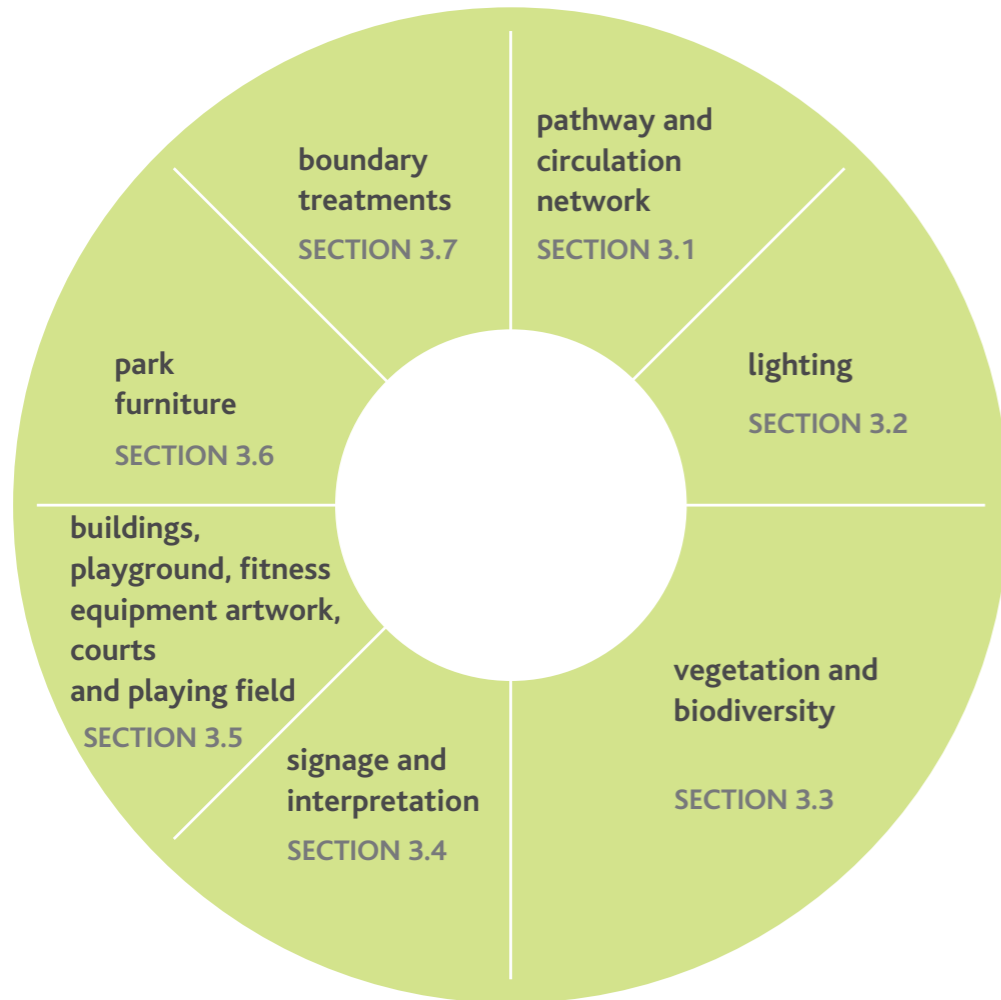 pathway and
circulation
network
SECTION 3.1
lighting
SECTION 3.2
vegetation and
biodiversity
SECTION 3.3
signage and
interpretation
SECTION 3.4
buildings,
playground, fitness
equipment artwork,
courts
and playing field
SECTION 3.5
park
furniture
SECTION 3.6
boundary
treatments
SECTION 3.7